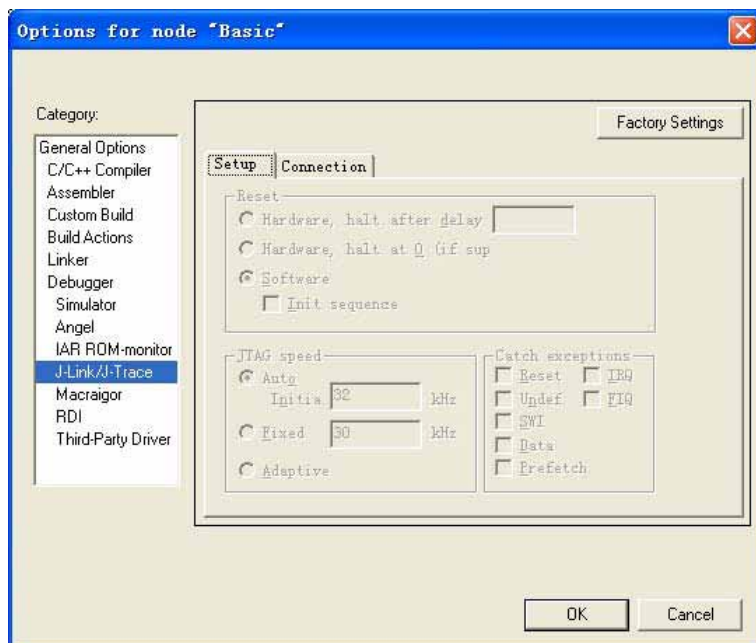 Options for node "Basic"
Category:
Factory Settings
General Options
C/C++ Compiler
Assembler
Custom Build
Build Actions
Linker
Debugger
Simulator
Angel
IAR ROM-monitor
J-Link/J-Trace
Macraigor
RDI
Third-Party Driver
Setup
Connection
Reset
Hardware, halt after delay
Hardware, halt at 0 (if sup
Software
Init sequence
JTAG speed
Auto
Initia 32 kHz
Fixed 30 kHz
Adaptive
Catch exceptions
Reset IRQ
Undef FIQ
SWI
Data
Prefetch
OK
Cancel